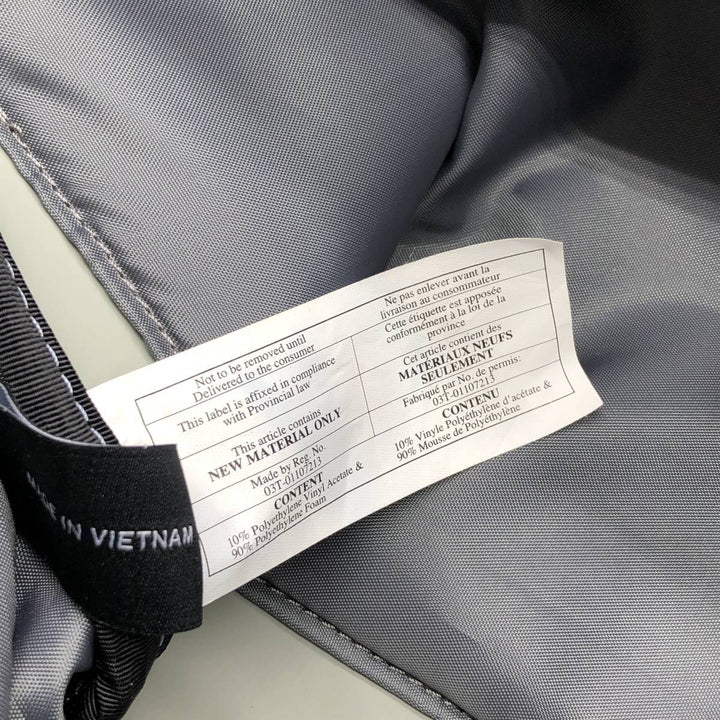 Not to be removed until
Delivered to the consumer
This label is affixed in compliance
with Provincial law
This article contains
NEW MATERIAL ONLY
Made by Reg. No.
03T-01107213
CONTENT
10% Polyethylene Vinyl Acetate &
90% Polyethylene Foam
Ne pas enlever avant la
livraison au consommateur
Cette étiquette est apposée
conformément à la loi de la
province
Cet article contient des
MATERIAUX NEUFS
SEULEMENT
Fabriqué par No. de permis:
03T-01107213
CONTENU
10% Vinyle Polyéthylène d'acétate &
90% Mousse de Polyéthylène
MADE IN VIETNAM